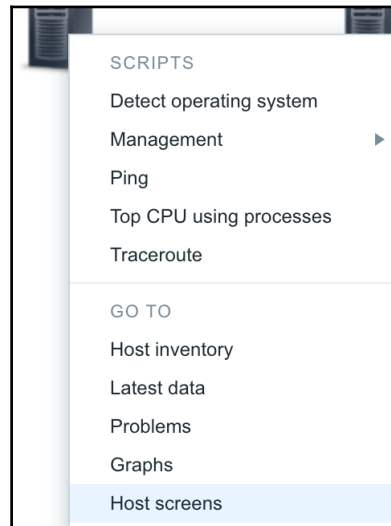 SCRIPTS
Detect operating system
Management
Ping
Top CPU using processes
Traceroute
GO TO
Host inventory
Latest data
Problems
Graphs
Host screens